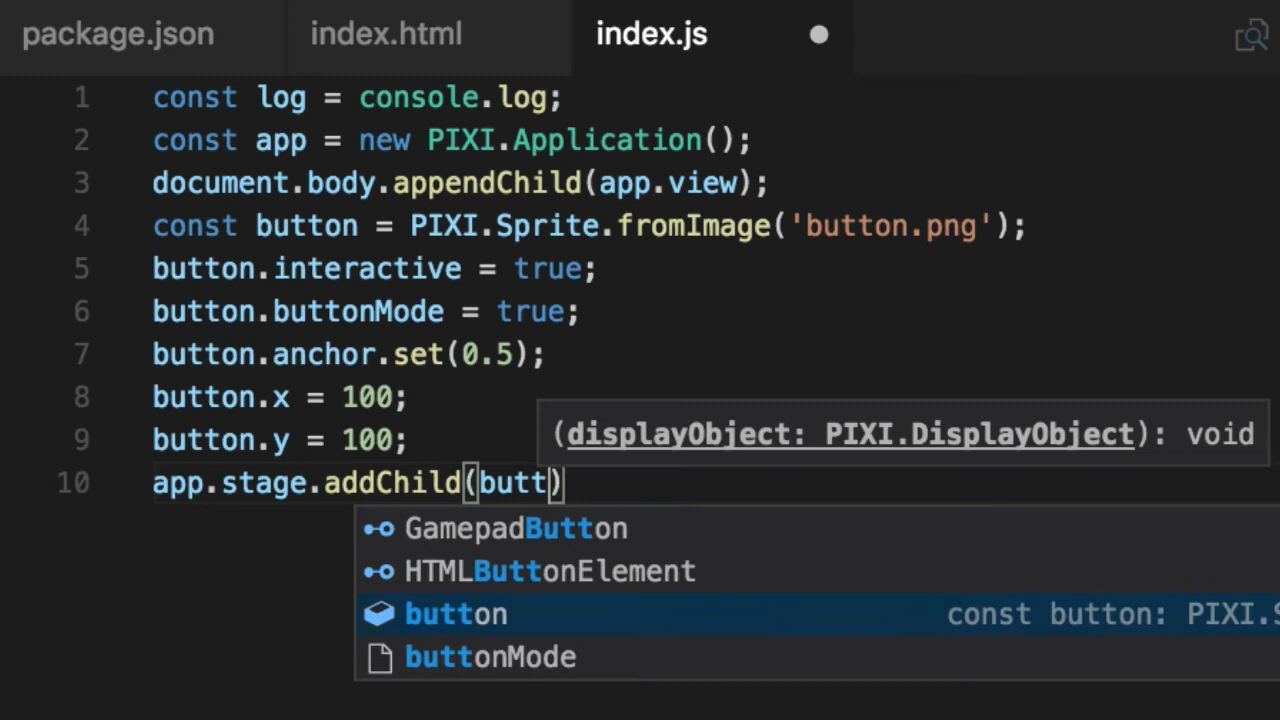 package.json index.html index.js
1 const log = console.log;
2 const app = new PIXI.Application();
3 document.body.appendChild(app.view);
4 const button = PIXI.Sprite.fromImage('button.png');
5 button.interactive = true;
6 button.buttonMode = true;
7 button.anchor.set(0.5);
8 button.x = 100;
9 button.y = 100;
(displayObject: PIXI.DisplayObject): void
10 app.stage.addChild(butt)
GamepadButton
HTMLButtonElement
button const button: PIXI.S
buttonMode